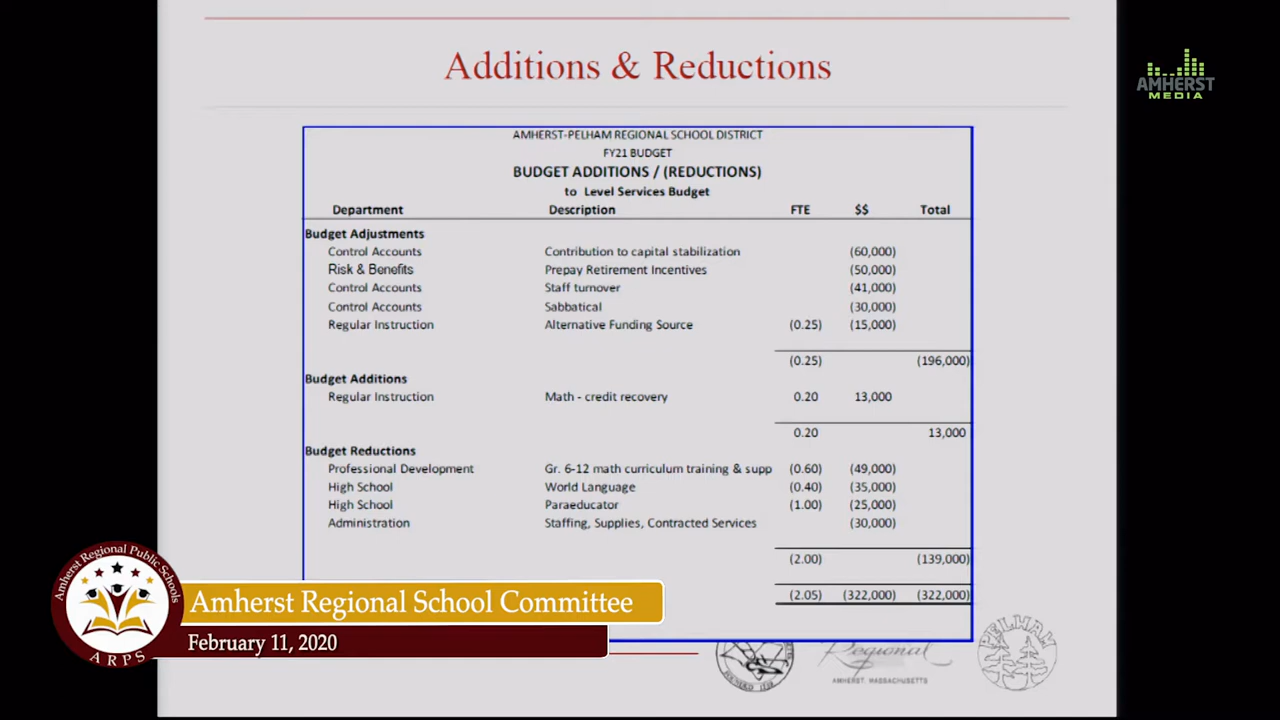 Additions & Reductions
AMHERST MEDIA
AMHERST-PELHAM REGIONAL SCHOOL DISTRICT
FY21 BUDGET
BUDGET ADDITIONS / (REDUCTIONS)
to Level Services Budget
Department Description FTE $$ Total
Budget Adjustments
Control Accounts Contribution to capital stabilization (60,000)
Risk & Benefits Prepay Retirement Incentives (50,000)
Control Accounts Staff turnover (41,000)
Control Accounts Sabbatical (30,000)
Regular Instruction Alternative Funding Source (0.25) (15,000)
(0.25) (196,000)
Budget Additions
Regular Instruction Math - credit recovery 0.20 13,000
0.20 13,000
Budget Reductions
Professional Development Gr. 6-12 math curriculum training & supp (0.60) (49,000)
High School World Language (0.40) (35,000)
High School Paraeducator (1.00) (25,000)
Administration Staffing, Supplies, Contracted Services (30,000)
(2.00) (139,000)
(2.05) (322,000) (322,000)
Amherst Regional Public Schools
ARPS
Amherst Regional School Committee
February 11, 2020
Regional
AMHERST, MASSACHUSETTS
PELHAM